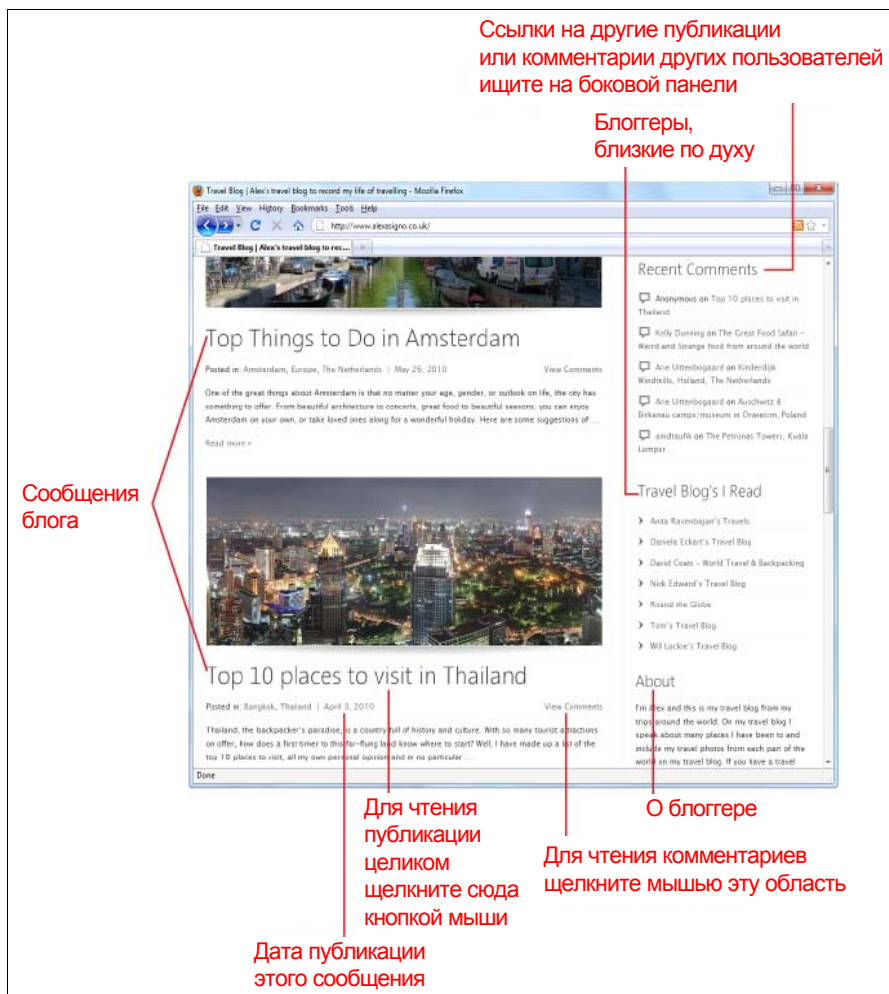 Ссылки на другие публикации
или комментарии других пользователей
ищите на боковой панели
Блоггеры,
близкие по духу
Travel Blog | Alex's travel blog to record my life of travelling - Mozilla Firefox
File Edit View History Bookmarks Tools Help
http://www.alexasigno.co.uk/
Travel Blog | Alex's travel blog to rec...
Top Things to Do in Amsterdam
Posted in: Amsterdam, Europe, The Netherlands | May 26, 2010 View Comments
One of the great things about Amsterdam is that no matter your age, gender, or outlook on life, the city has
something to offer. From beautiful architecture to concerts, great food to beautiful seasons, you can enjoy
Amsterdam on your own, or take loved ones along for a wonderful holiday. Here are some suggestions of ...
Read more »
Сообщения
блога
Top 10 places to visit in Thailand
Posted in: Bangkok, Thailand | April 3, 2010 View Comments
Thailand, the backpacker's paradise, is a country full of history and culture. With so many tourist attractions
on offer, how does a first timer to this far-flung land know where to start? Well, I have made up a list of the
top 10 places to visit, all my own personal opinion and in no particular ...
Recent Comments
Anonymous on Top 10 places to visit in
Thailand
Kelly Dunning on The Great Food Safari -
Weird and Strange food from around the world
Arie Uittenbogaard on Kinderdijk
Windmills, Holland, The Netherlands
Arie Uittenbogaard on Auschwitz &
Birkenau camps/museum in Oswiecim, Poland
amdtaufik on The Petronas Towers, Kuala
Lumpur
Travel Blog's I Read
Anita Ravenbajan's Travels
Daniela Eckart's Travel Blog
David Coats - World Travel & Backpacking
Nick Edward's Travel Blog
Round the Globe
Tom's Travel Blog
Will Lockie's Travel Blog
About
I'm Alex and this is my travel blog from my
trips around the world. On my travel blog I
speak about many places I have been to and
include my travel photos from each part of the
world on my travel blog. If you have a travel
Done
Для чтения
публикации
целиком
щелкните сюда
кнопкой мыши
О блоггере
Для чтения комментариев
щелкните мышью эту область
Дата публикации
этого сообщения